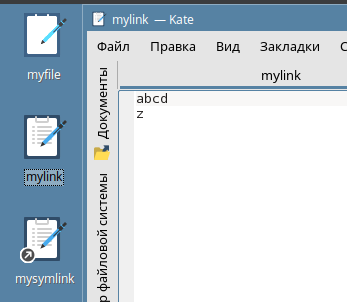 myfile
mylink
mysymlink
mylink — Kate
Файл Правка Вид Закладки
mylink
Документы
файловой системы
abcd
z